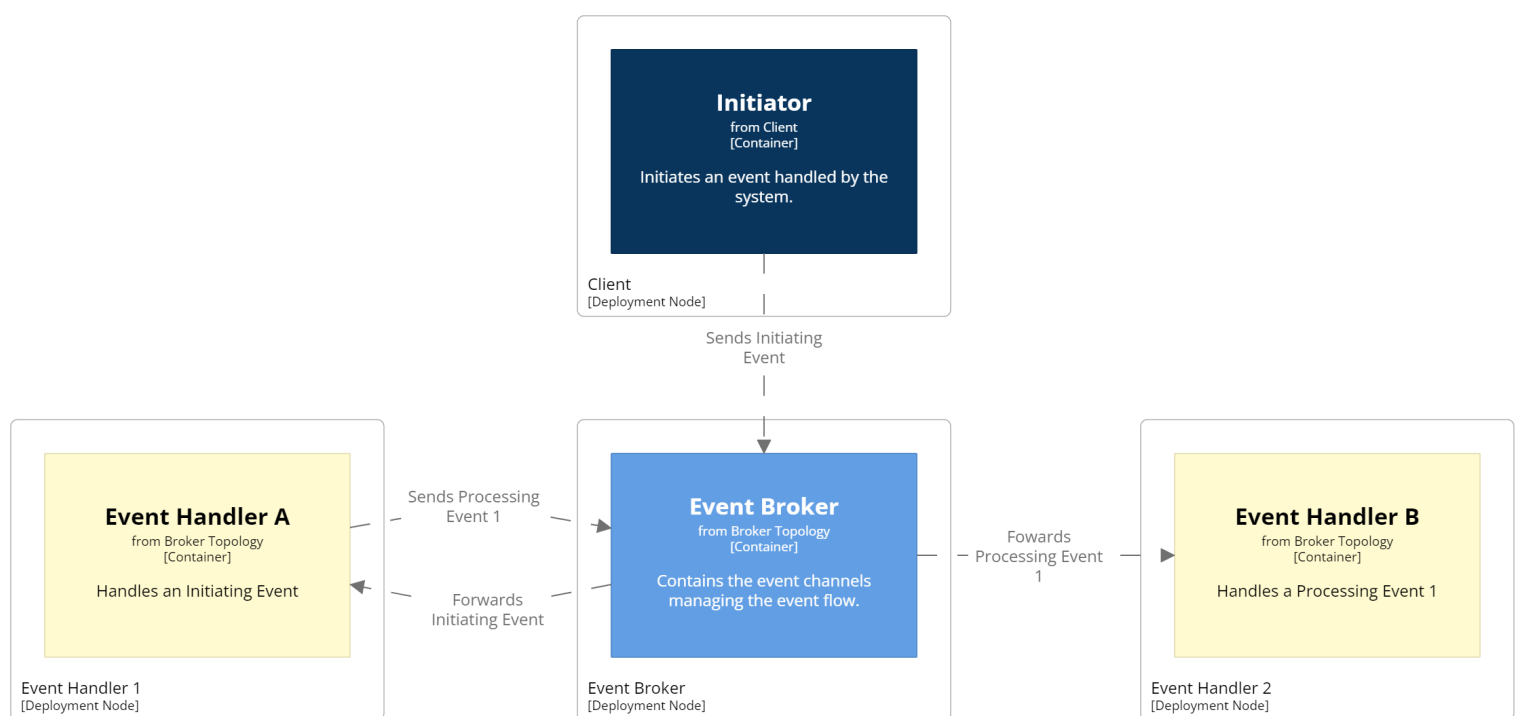 Initiator
from Client
[Container]
Initiates an event handled by the
system.
Client
[Deployment Node]
Sends Initiating
Event
Event Handler A
from Broker Topology
[Container]
Handles an Initiating Event
Event Handler 1
[Deployment Node]
Sends Processing
Event 1
Forwards
Initiating Event
Event Broker
from Broker Topology
[Container]
Contains the event channels
managing the event flow.
Event Broker
[Deployment Node]
Fowards
Processing Event
1
Event Handler B
from Broker Topology
[Container]
Handles a Processing Event 1
Event Handler 2
[Deployment Node]